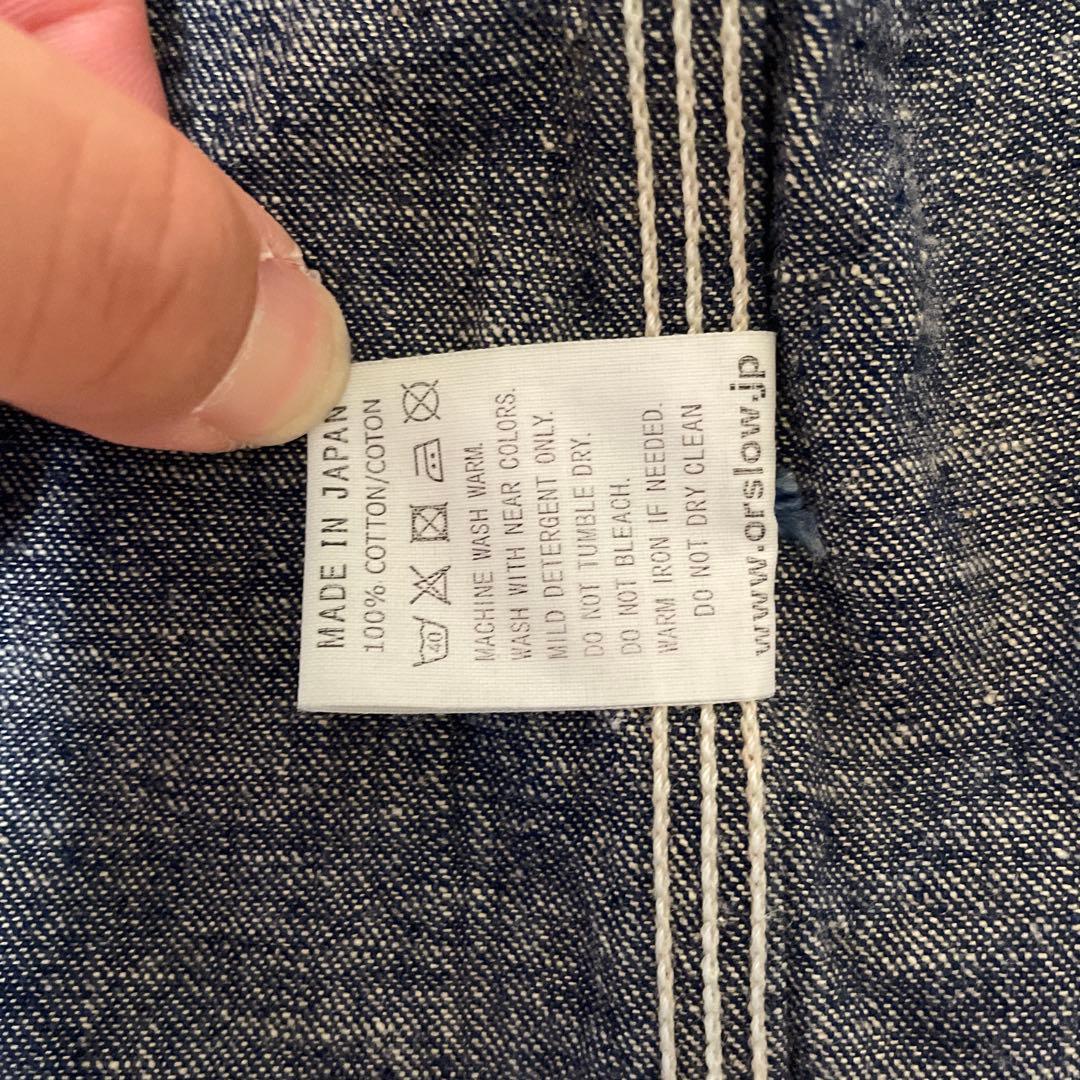 MADE IN JAPAN
100% COTTON/COTON
40
MACHINE WASH WARM.
WASH WITH NEAR COLORS.
MILD DETERGENT ONLY.
DO NOT TUMBLE DRY.
DO NOT BLEACH.
WARM IRON IF NEEDED.
DO NOT DRY CLEAN
www.orslow.jp